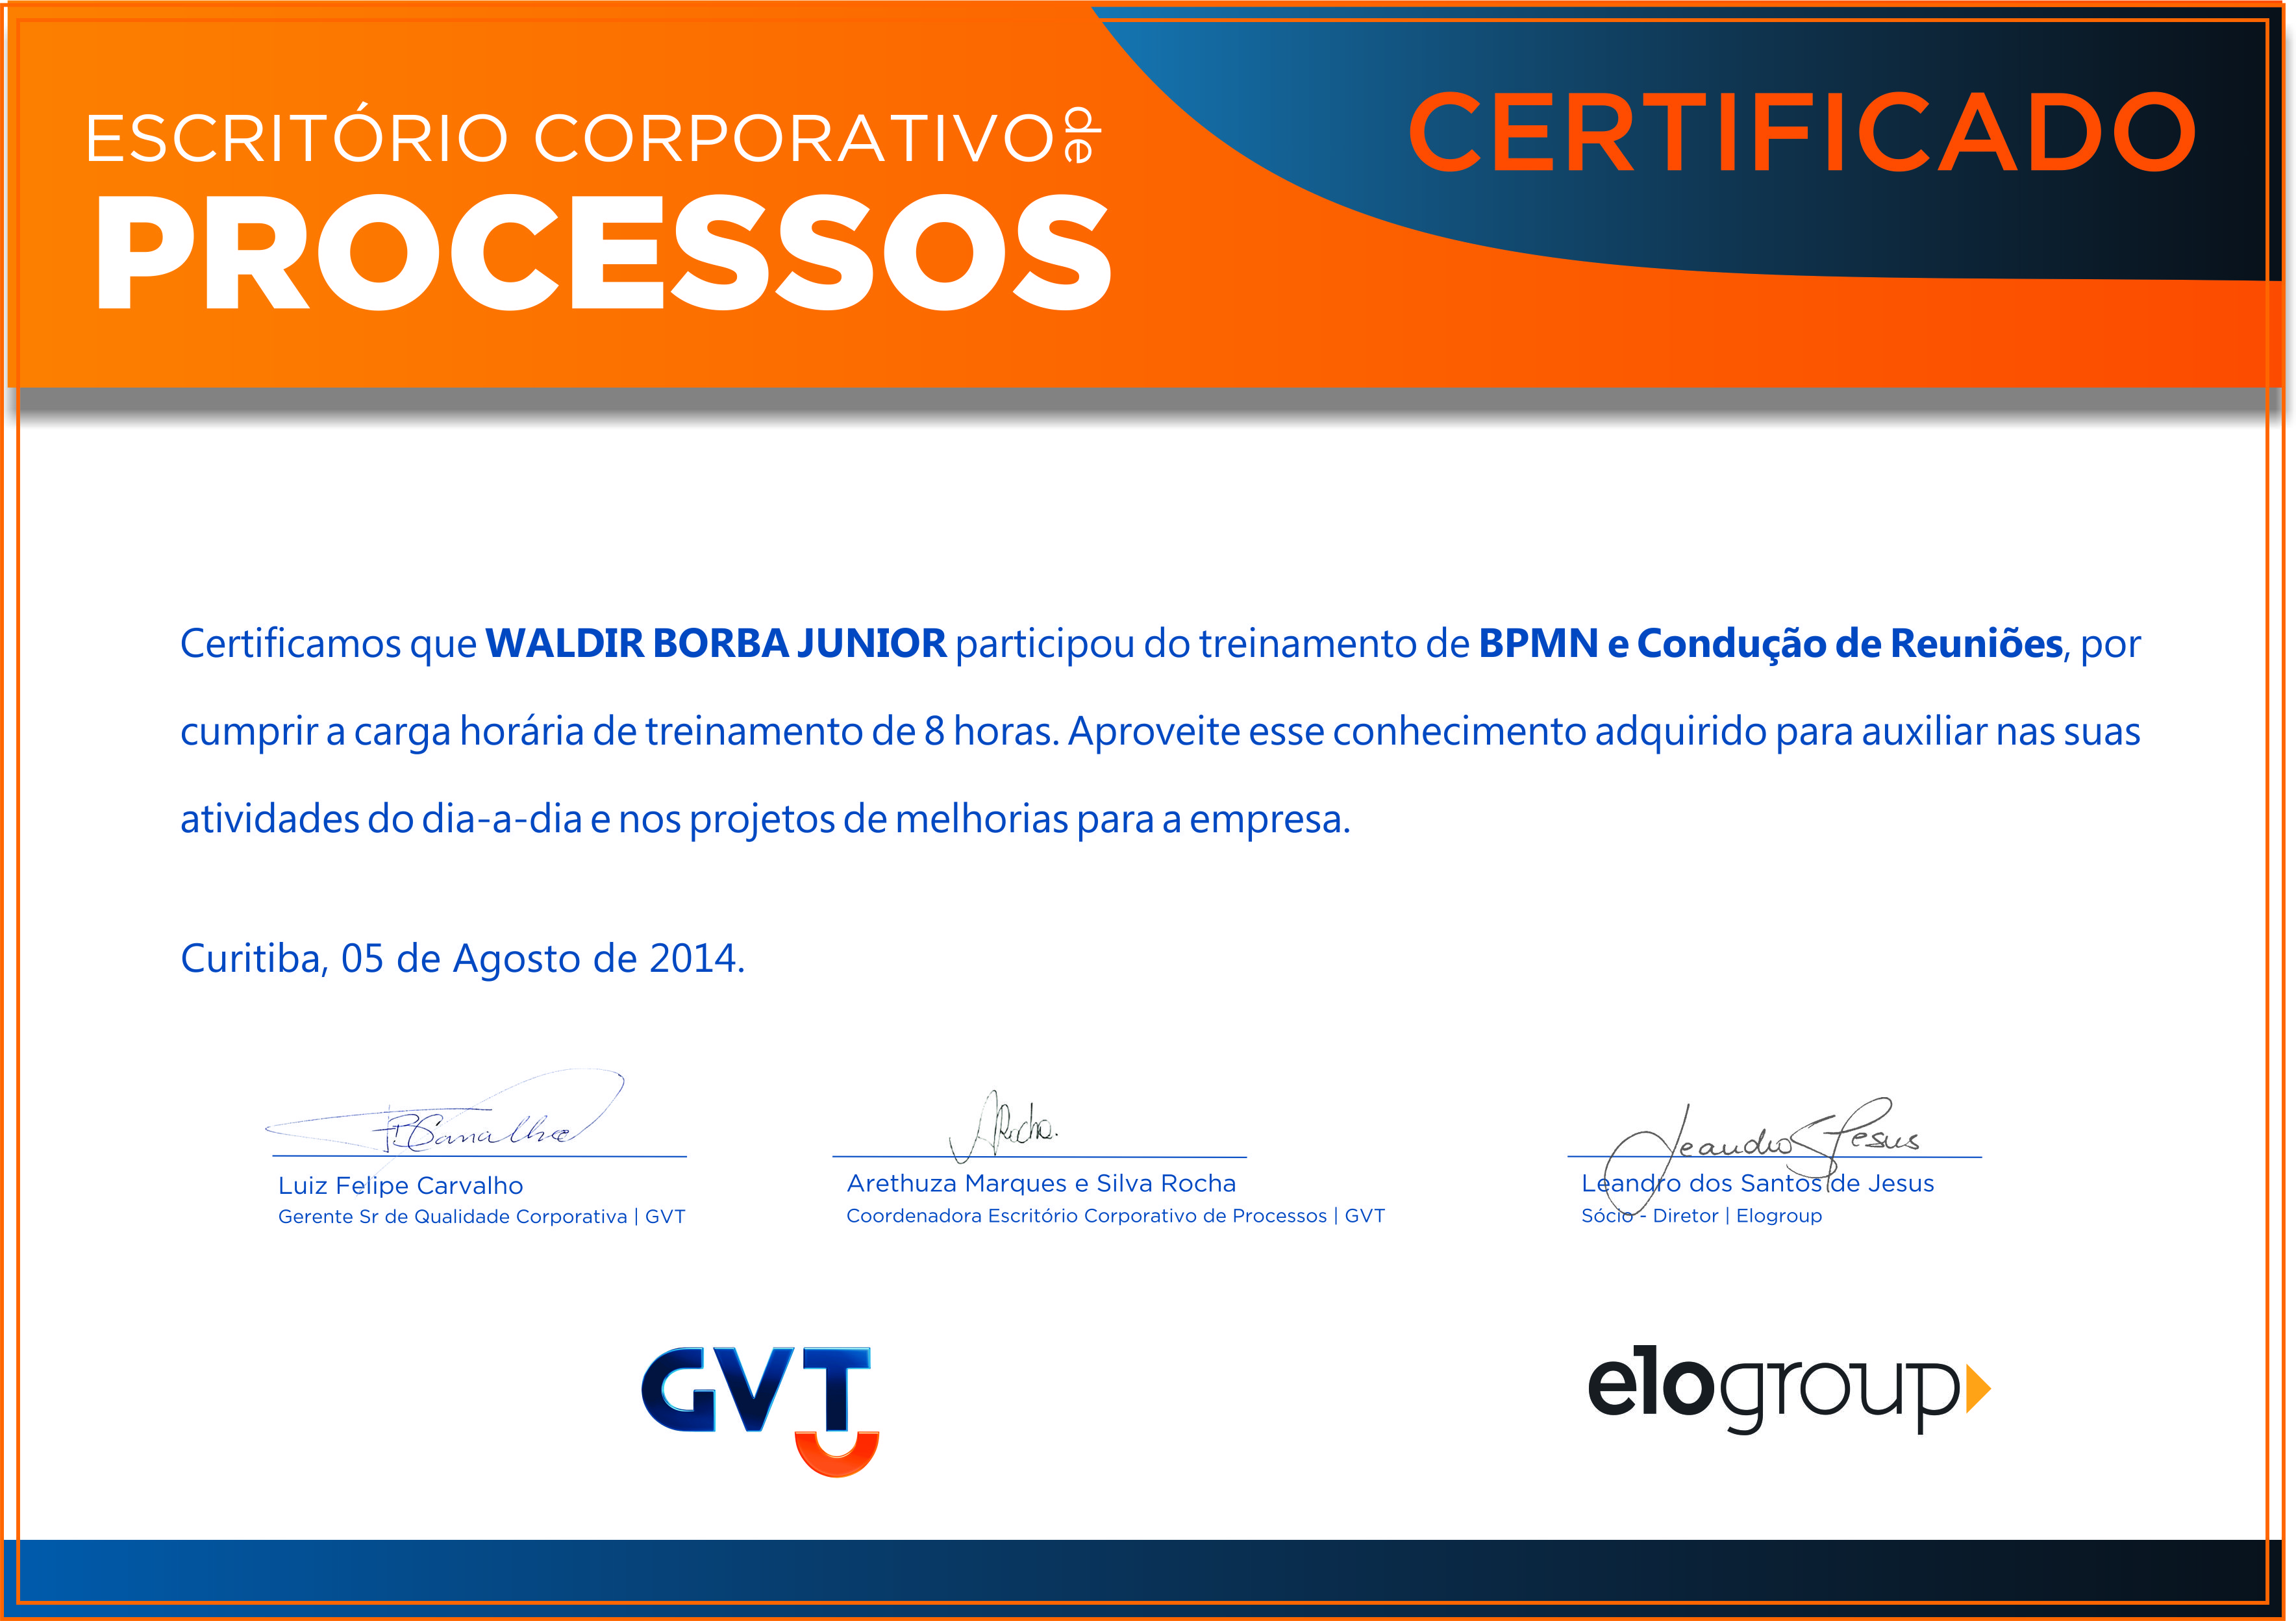 ESCRITÓRIO CORPORATIVO de
PROCESSOS
CERTIFICADO
Certificamos que WALDIR BORBA JUNIOR participou do treinamento de BPMN e Condução de Reuniões, por
cumprir a carga horária de treinamento de 8 horas. Aproveite esse conhecimento adquirido para auxiliar nas suas
atividades do dia-a-dia e nos projetos de melhorias para a empresa.
Curitiba, 05 de Agosto de 2014.
Luiz Felipe Carvalho
Gerente Sr de Qualidade Corporativa | GVT
Rocha.
Arethuza Marques e Silva Rocha
Coordenadora Escritório Corporativo de Processos | GVT
Leandro Jesus
Leandro dos Santos de Jesus
Sócio - Diretor | Elogroup
GVT
elogroup